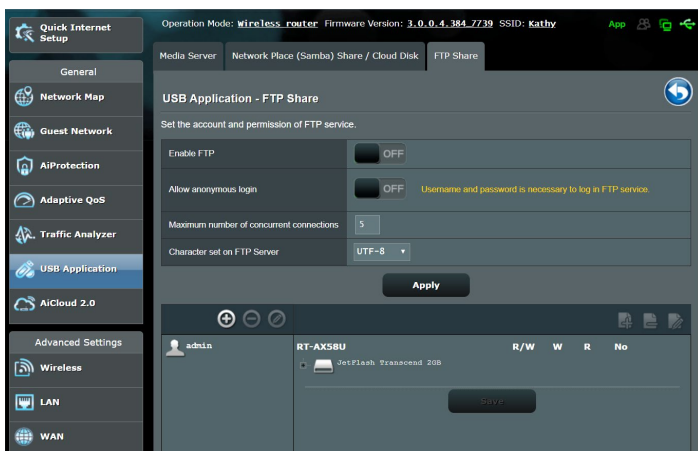 Quick Internet
Setup
Operation Mode: Wireless router Firmware Version: 3.0.0.4.384_7739 SSID: Kathy
App
Media Server
Network Place (Samba) Share / Cloud Disk
FTP Share
General
Network Map
Guest Network
AiProtection
Adaptive QoS
Traffic Analyzer
USB Application
AiCloud 2.0
Advanced Settings
Wireless
LAN
WAN
USB Application - FTP Share
Set the account and permission of FTP service.
Enable FTP
OFF
Allow anonymous login
OFF
Username and password is necessary to log in FTP service.
Maximum number of concurrent connections
5
Character set on FTP Server
UTF-8
Apply
admin
RT-AX58U
R/W W R No
JetFlash Transcend 2GB
Save